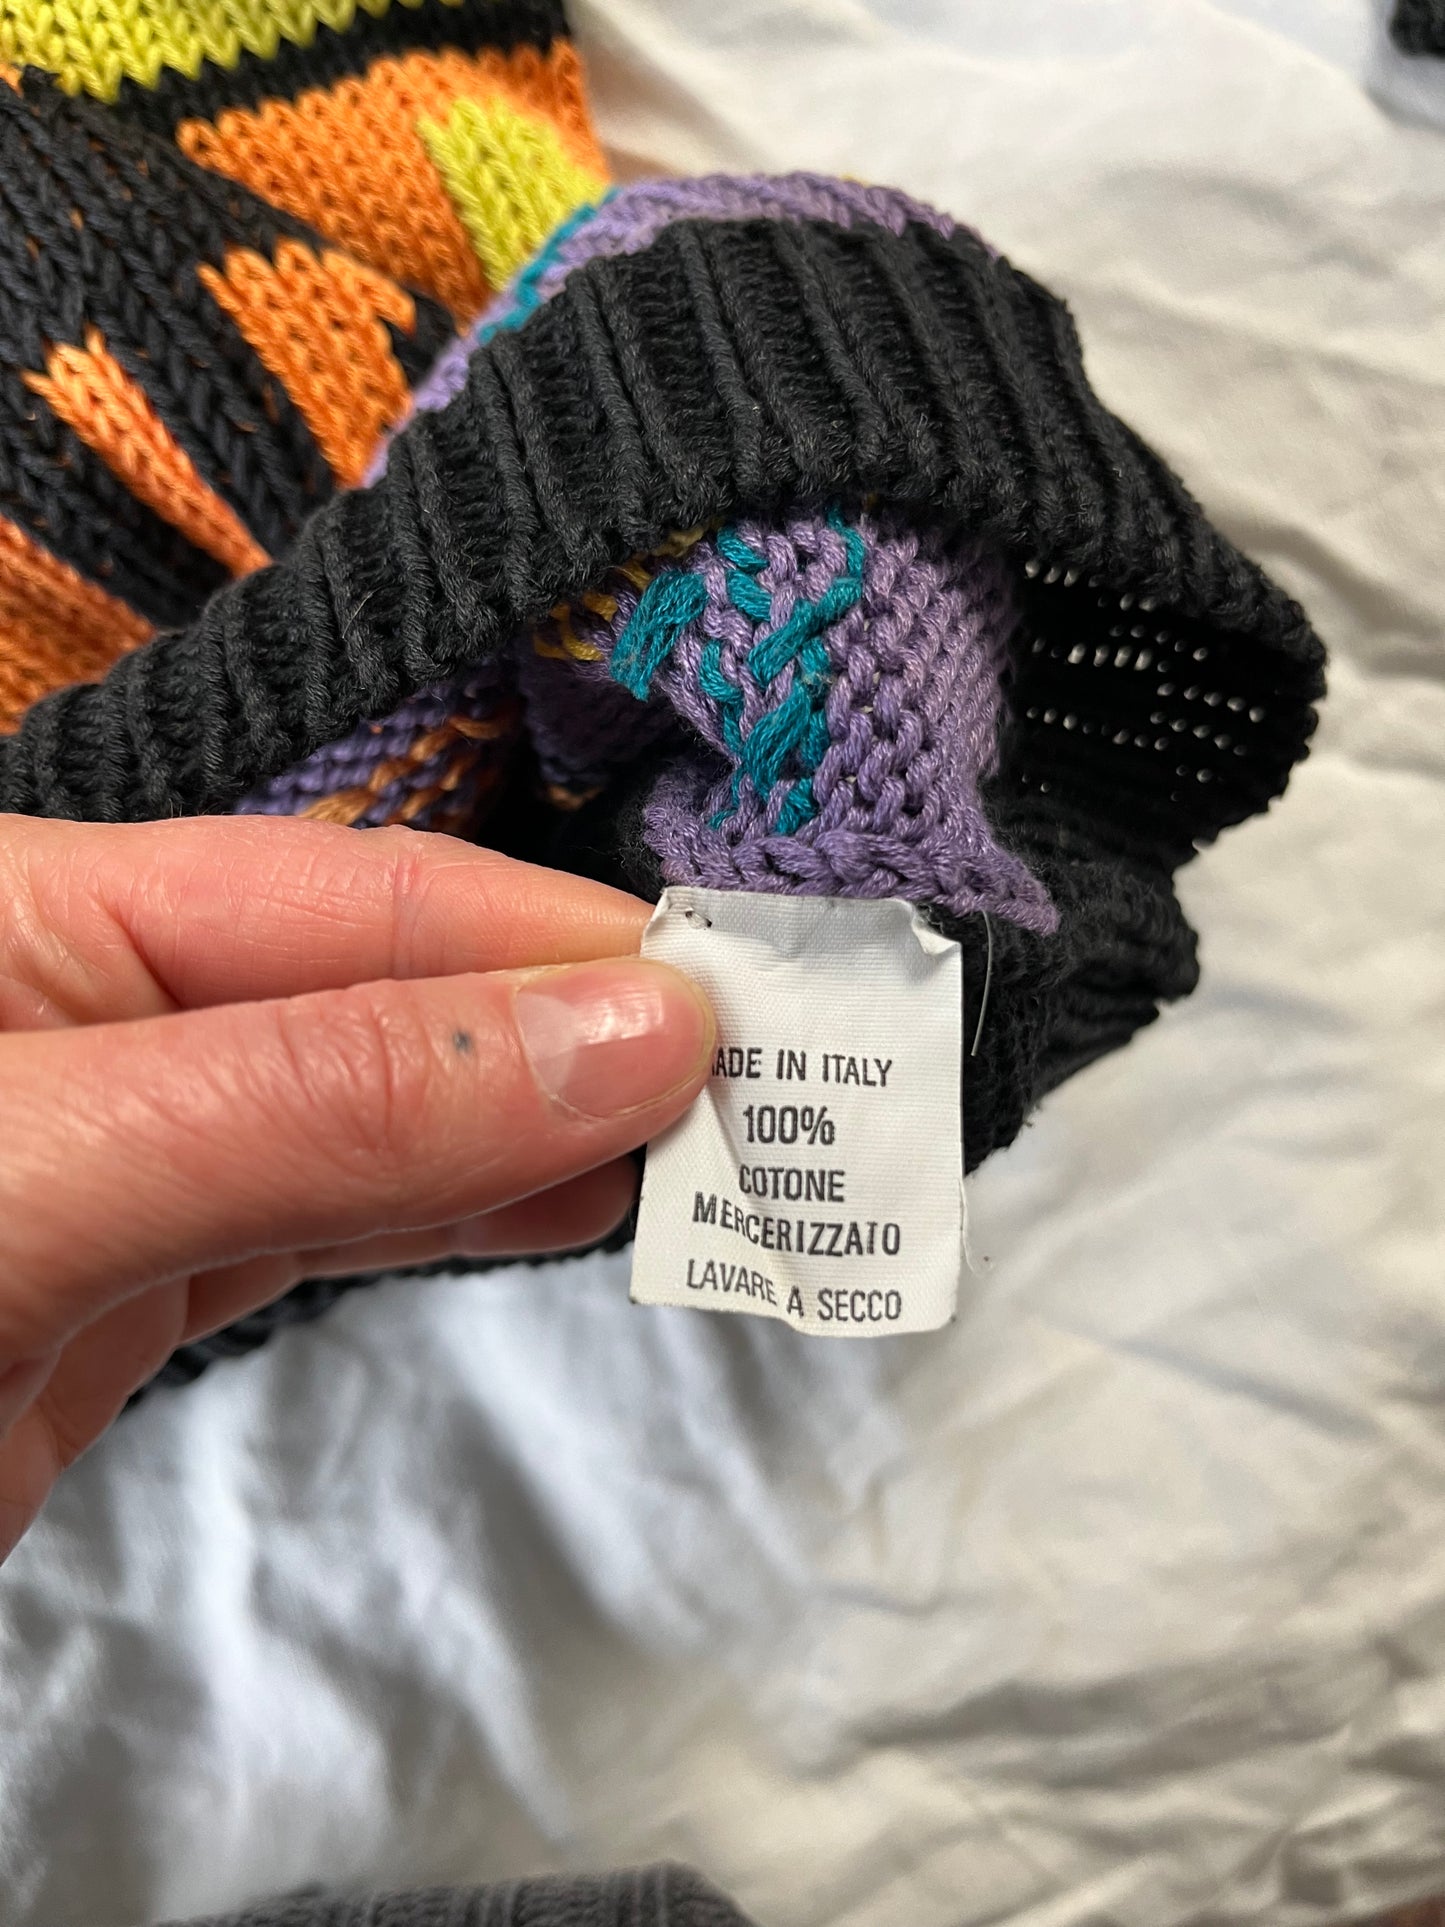 MADE IN ITALY
100%
COTONE
MERCERIZZATO
LAVARE A SECCO